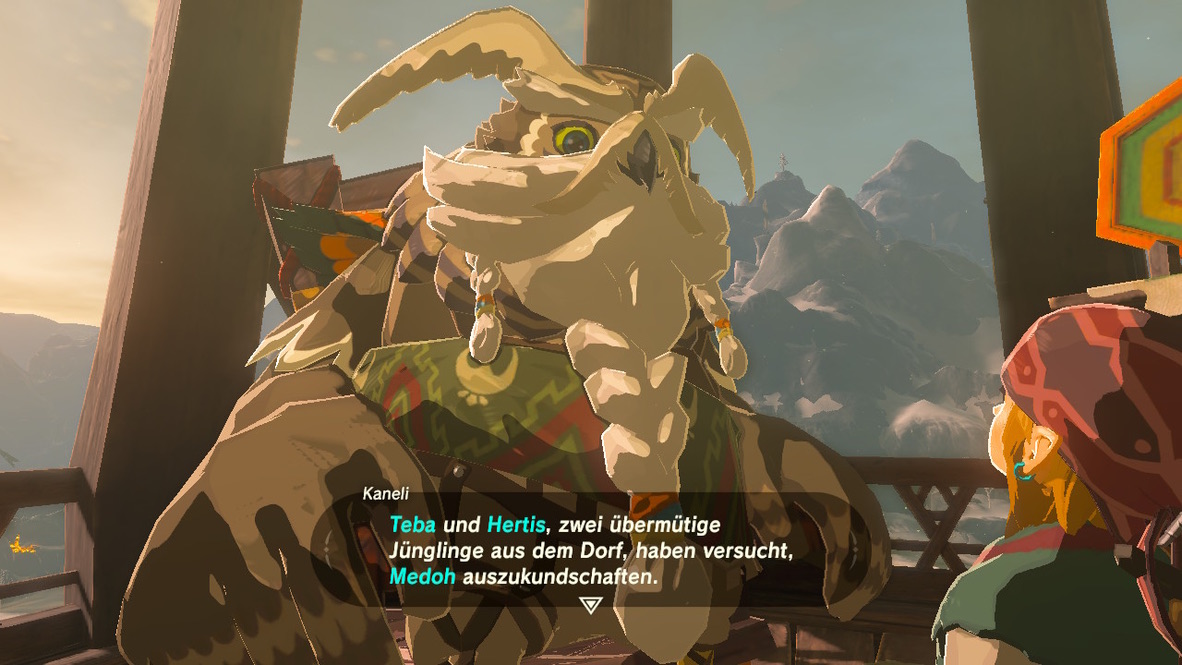 Kaneli
Teba und Hertis, zwei übermütige
Jünglinge aus dem Dorf, haben versucht,
Medoh auszukundschaften.